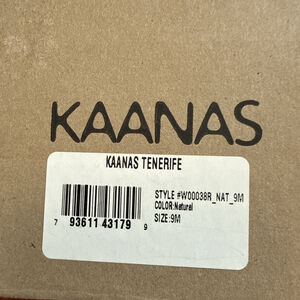 KAANAS
KAANAS TENERIFE
STYLE #W00038R_NAT_9M
COLOR:Natural
SIZE:9M
7 93611 43179 9